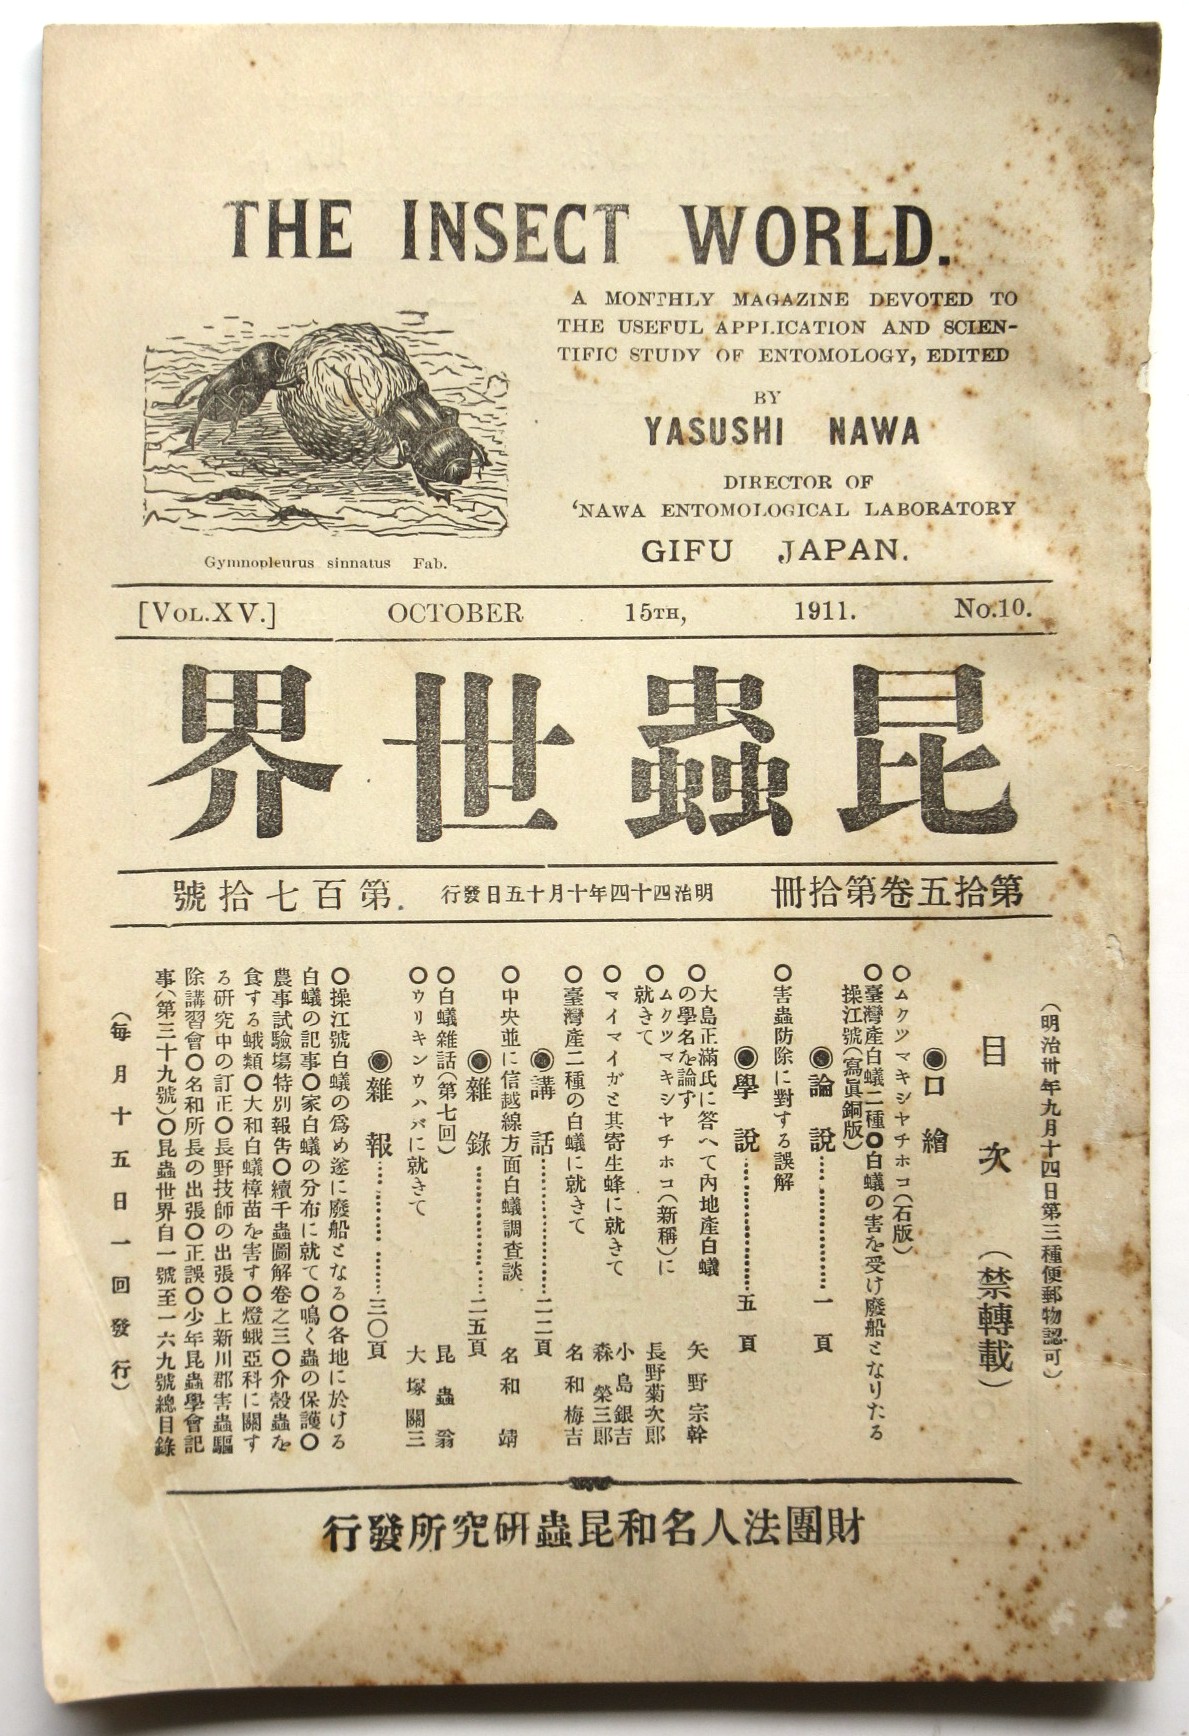 THE INSECT WORLD.
A MONTHLY MAGAZINE DEVOTED TO
THE USEFUL APPLICATION AND SCIEN-
TIFIC STUDY OF ENTOMOLOGY, EDITED
BY
YASUSHI NAWA
DIRECTOR OF
'NAWA ENTOMOLOGICAL LABORATORY
GIFU JAPAN.
Gymnopleurus sinnatus Fab.
[VOL.XV.] OCTOBER 15TH, 1911. No.10.
昆蟲世界
第拾五卷第拾冊
明治四十四年十月十五日發行
第百七拾號
(明治卅年九月十四日第三種便郵物認可)
目次(禁轉載)
◉口繪
○ムクツマキシヤチホコ(石版)
○臺灣產白蟻二種○白蟻の害を受け廢船となりたる
操江號(寫眞銅版)
◉論說……一頁
○害蟲防除に對する誤解
◉學說……五頁
○大島正滿氏に答へて內地產白蟻
の學名を論ず 矢野宗幹
○ムクツマキシヤチホコ(新稱)に
就きて 長野菊次郎
○マイマイガと其寄生蜂に就きて 小島銀吉
森榮三郎
○臺灣產二種の白蟻に就きて 名和梅吉
◉講話……二二頁
○中央並に信越線方面白蟻調查談 名和靖
◉雜錄……二五頁
○白蟻雜話(第七回) 昆蟲翁
○ウリキンウハバに就きて 大塚關三
◉雜報……三〇頁
○操江號白蟻の爲め遂に廢船となる○各地に於ける
白蟻の記事○家白蟻の分布に就て○鳴く蟲の保護○
農事試驗塲特別報告○續千蟲圖解卷之三○介殼蟲を
食する蛾類○大和白蟻樟苗を害す○燈蛾亞科に關す
る研究中の訂正○長野技師の出張○上新川郡害蟲驅
除講習會○名和所長の出張○正誤○少年昆蟲學會記
事(第三十九號)○昆蟲世界自一號至一六九號總目錄
(每月十五日一回發行)
財團法人名和昆蟲硏究所發行